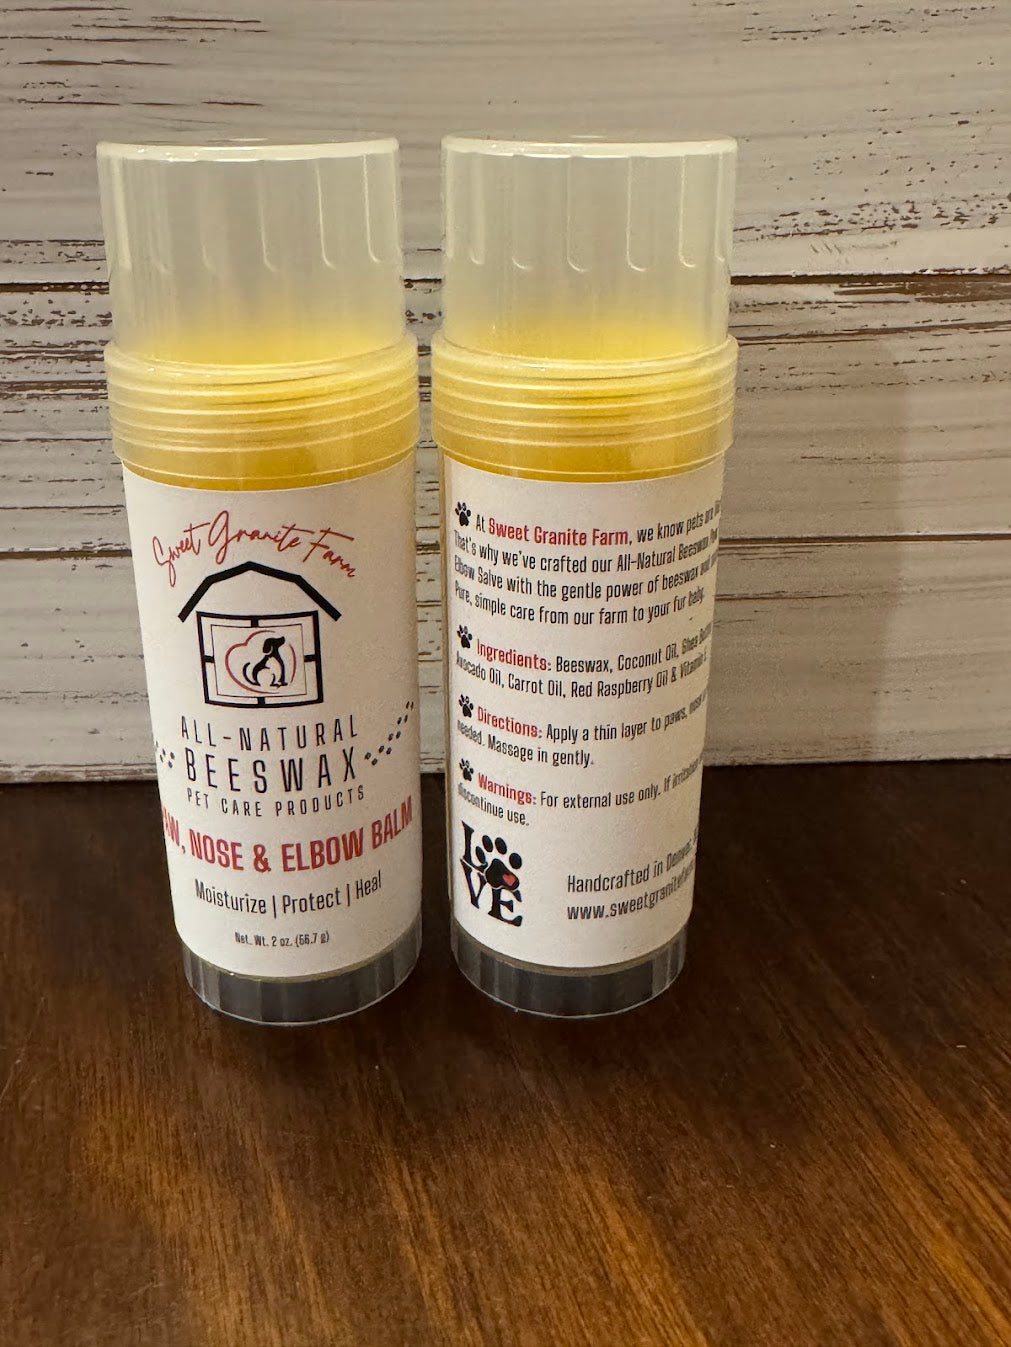 Sweet Granite Farm
ALL-NATURAL
BEESWAX
PET CARE PRODUCTS
NOSE & ELBOW BALM
Moisturize | Protect | Heal
Net. Wt. 2 oz. (56.7 g)
At Sweet Granite Farm, we know pets are
That's why we've crafted our All-Natural Beeswax
Elbow Salve with the gentle power of beeswax and
Pure, simple care from our farm to your fur baby.
Ingredients: Beeswax, Coconut Oil, Shea
Avocado Oil, Carrot Oil, Red Raspberry Oil & Vitamin E
Directions: Apply a thin layer to paws, nose
needed. Massage in gently.
Warnings: For external use only. If irritation
discontinue use.
LOVE
Handcrafted in
www.sweetgranite